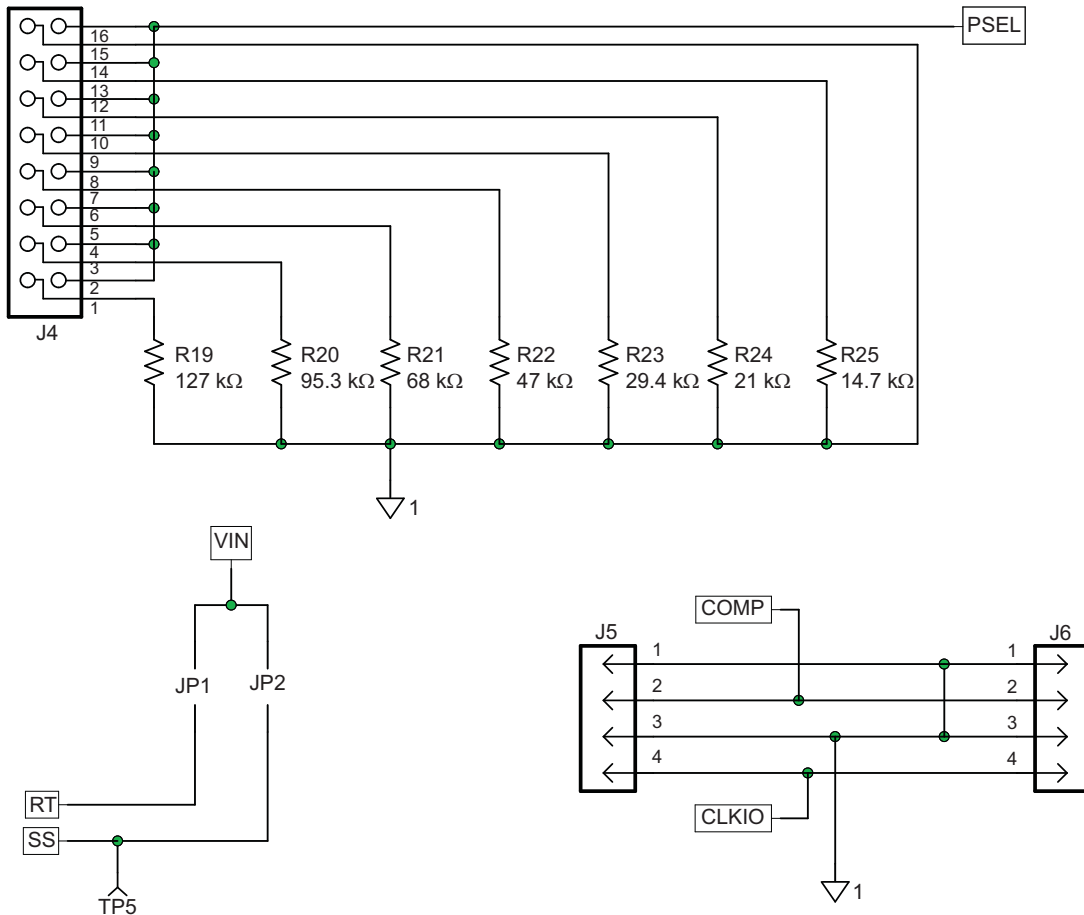 PSEL
16
15
14
13
12
11
10
9
8
7
6
5
4
3
2
1
J4
R19
127 kΩ
R20
95.3 kΩ
R21
68 kΩ
R22
47 kΩ
R23
29.4 kΩ
R24
21 kΩ
R25
14.7 kΩ
1
VIN
JP1
JP2
RT
SS
TP5
COMP
J5
J6
1
1
2
2
3
3
4
4
CLKIO
1